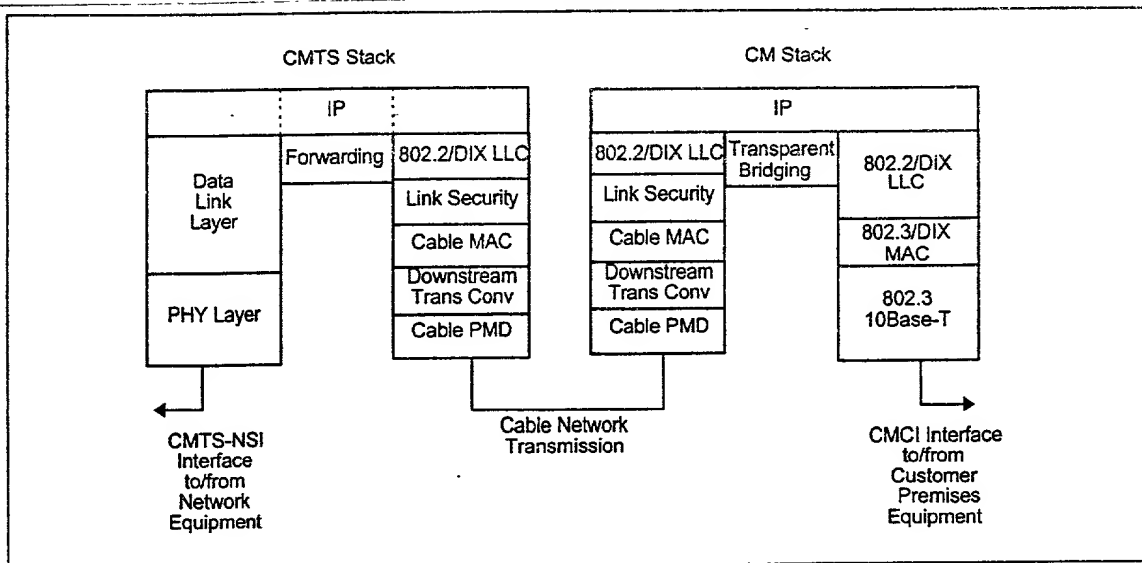 CMTS Stack
CM Stack
IP
IP
Data
Link
Layer
Forwarding
802.2/DIX LLC
Link Security
Cable MAC
Downstream
Trans Conv
Cable PMD
PHY Layer
802.2/DIX LLC
Transparent
Bridging
802.2/DIX
LLC
Link Security
Cable MAC
802.3/DIX
MAC
Downstream
Trans Conv
Cable PMD
802.3
10Base-T
CMTS-NSI
Interface
to/from
Network
Equipment
Cable Network
Transmission
CMCI Interface
to/from
Customer
Premises
Equipment